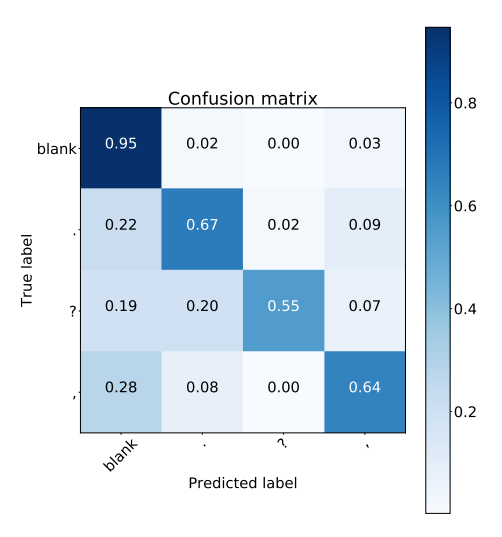 Confusion matrix
True label
blank 0.95 0.02 0.00 0.03
. 0.22 0.67 0.02 0.09
? 0.19 0.20 0.55 0.07
, 0.28 0.08 0.00 0.64
blank . ? ,
Predicted label
0.8
0.6
0.4
0.2